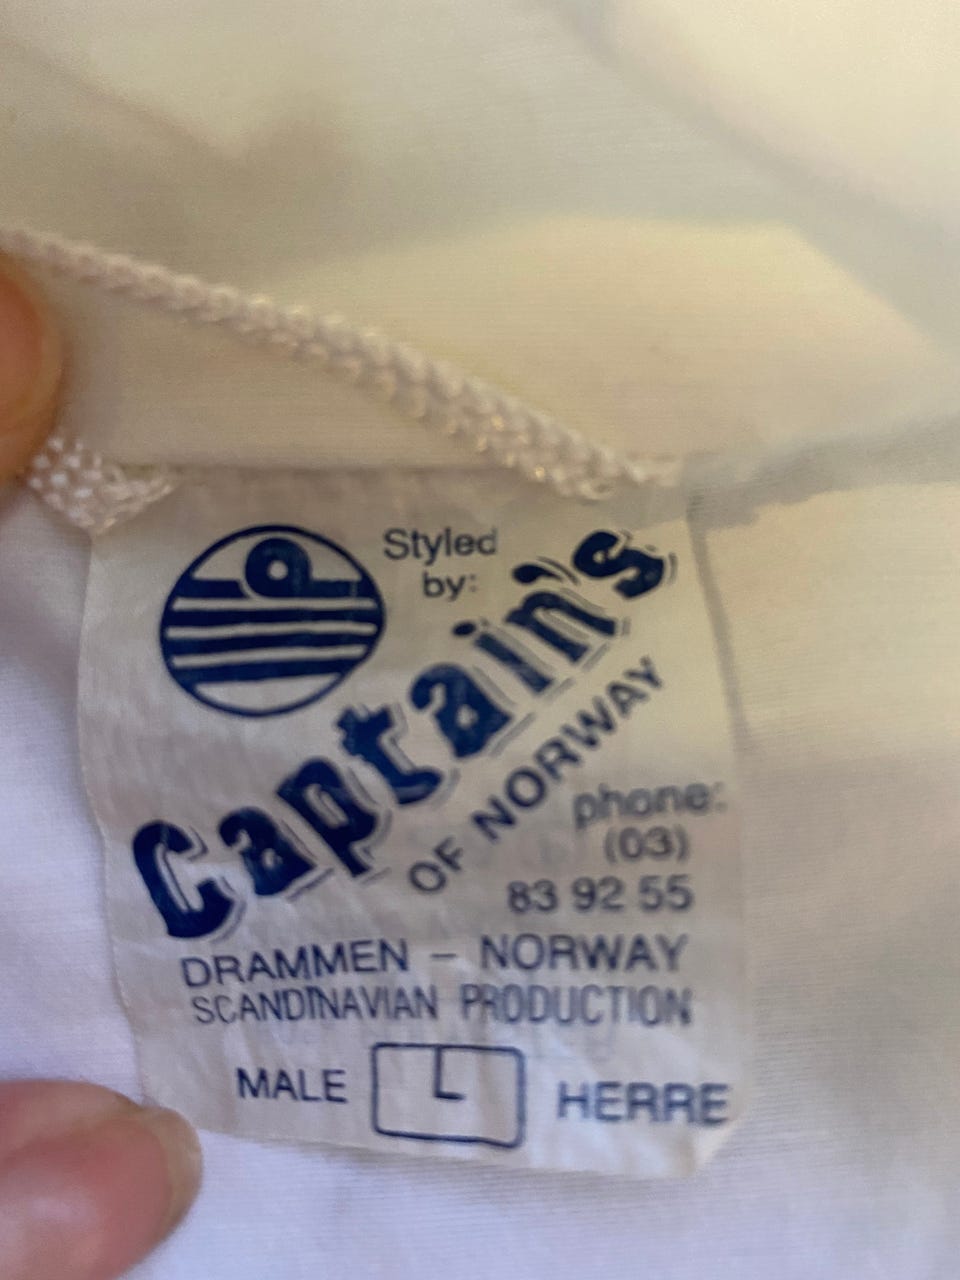 Styled
by:
Captain's
OF NORWAY
phone:
(03)
83 92 55
DRAMMEN – NORWAY
SCANDINAVIAN PRODUCTION
MALE L HERRE